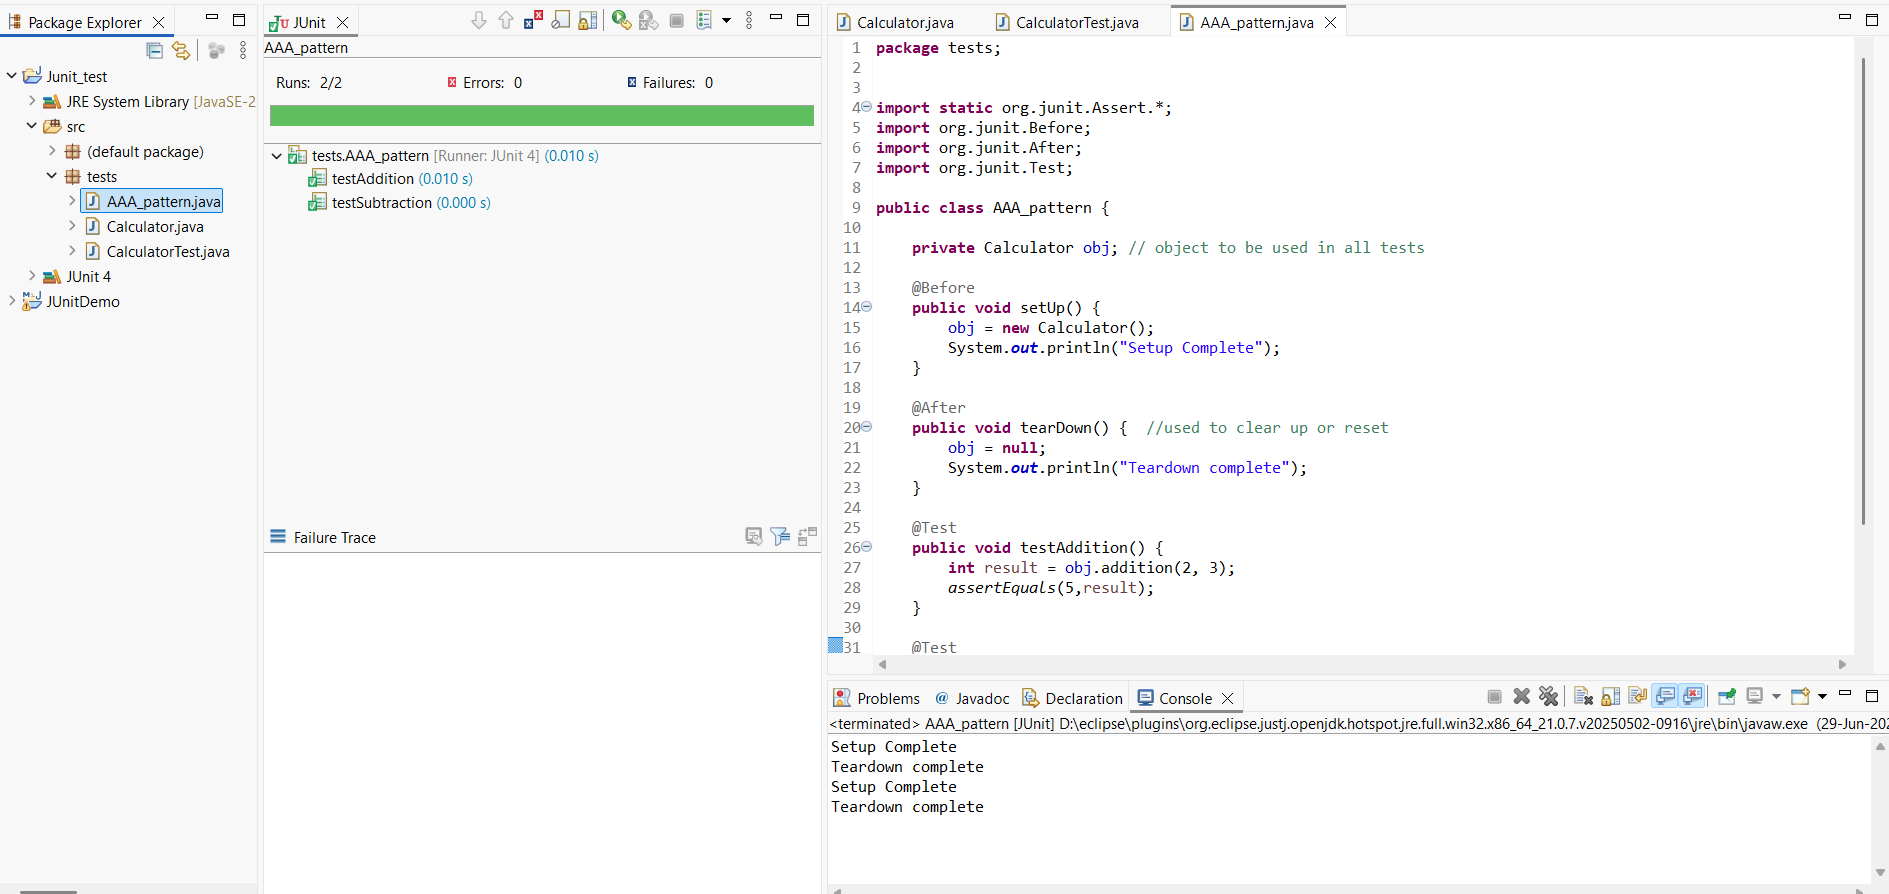 Package Explorer
Junit_test
JRE System Library [JavaSE-2
src
(default package)
tests
AAA_pattern.java
Calculator.java
CalculatorTest.java
JUnit 4
JUnitDemo
JUnit
AAA_pattern
Runs: 2/2
Errors: 0
Failures: 0
tests.AAA_pattern [Runner: JUnit 4] (0.010 s)
testAddition (0.010 s)
testSubtraction (0.000 s)
Failure Trace
Calculator.java
CalculatorTest.java
AAA_pattern.java
1 package tests;
2
3
4 import static org.junit.Assert.*;
5 import org.junit.Before;
6 import org.junit.After;
7 import org.junit.Test;
8
9 public class AAA_pattern {
10
11 private Calculator obj; // object to be used in all tests
12
13 @Before
14 public void setUp() {
15 obj = new Calculator();
16 System.out.println("Setup Complete");
17 }
18
19 @After
20 public void tearDown() { //used to clear up or reset
21 obj = null;
22 System.out.println("Teardown complete");
23 }
24
25 @Test
26 public void testAddition() {
27 int result = obj.addition(2, 3);
28 assertEquals(5,result);
29 }
30
31 @Test
Problems
@ Javadoc
Declaration
Console
<terminated> AAA_pattern [JUnit] D:\eclipse\plugins\org.eclipse.justj.openjdk.hotspot.jre.full.win32.x86_64_21.0.7.v20250502-0916\jre\bin\javaw.exe (29-Jun-202
Setup Complete
Teardown complete
Setup Complete
Teardown complete